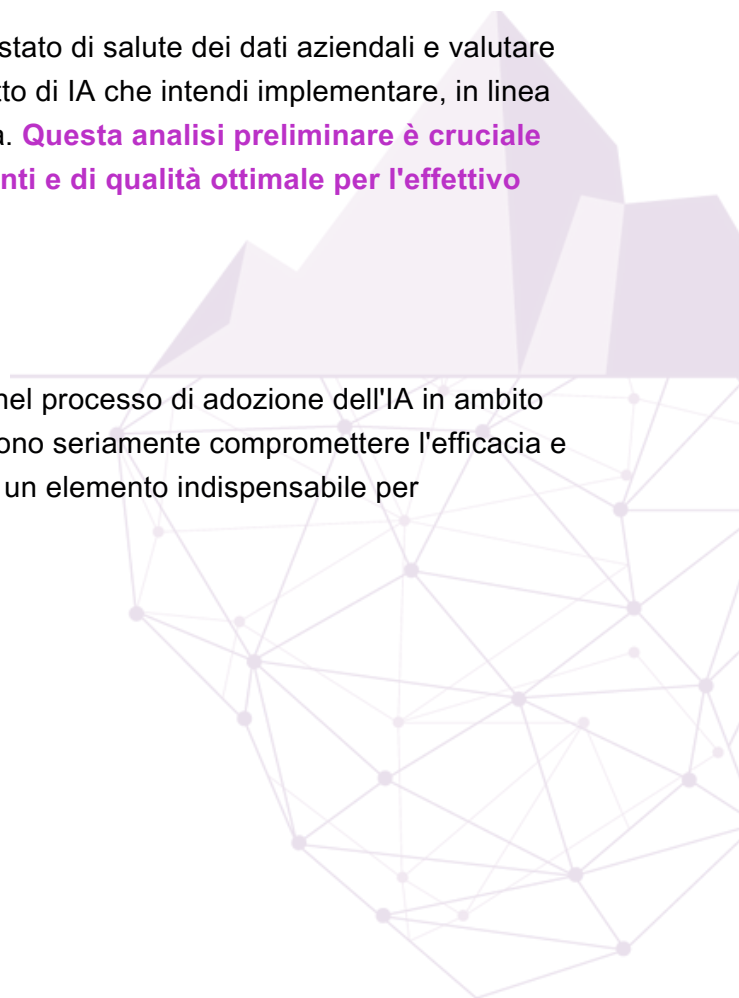 stato di salute dei dati aziendali e valutare
tto di IA che intendi implementare, in linea
a. Questa analisi preliminare è cruciale
nti e di qualità ottimale per l'effettivo
nel processo di adozione dell'IA in ambito
ono seriamente compromettere l'efficacia e
un elemento indispensabile per